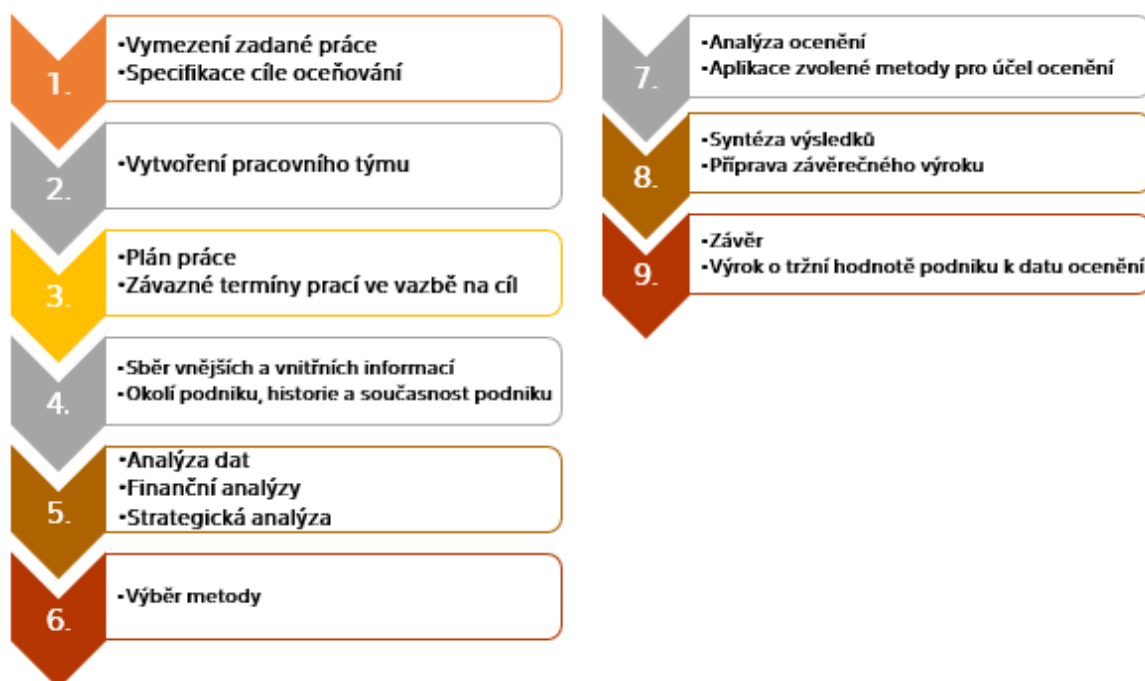 1.
•Vymezení zadané práce
•Specifikace cíle oceňování
2.
•Vytvoření pracovního týmu
3.
•Plán práce
•Závazné termíny prací ve vazbě na cíl
4.
•Sběr vnějších a vnitřních informací
•Okolí podniku, historie a současnost podniku
5.
•Analýza dat
•Finanční analýzy
•Strategická analýza
6.
•Výběr metody
7.
•Analýza ocenění
•Aplikace zvolené metody pro účel ocenění
8.
•Syntéza výsledků
•Příprava závěrečného výroku
9.
•Závěr
•Výrok o tržní hodnotě podniku k datu ocenění